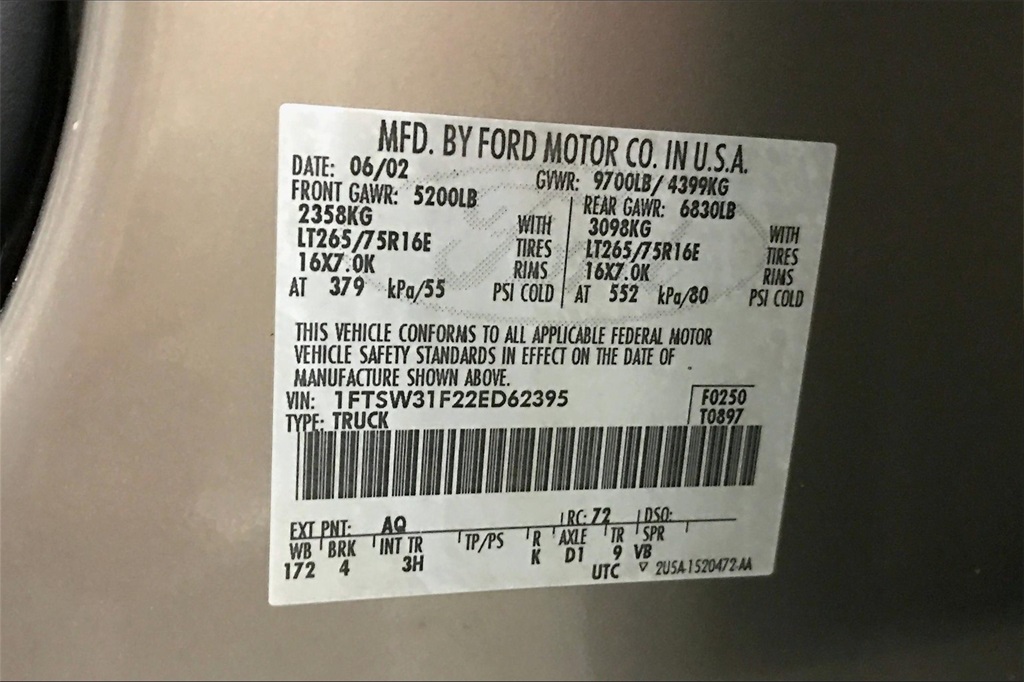 MFD. BY FORD MOTOR CO. IN U.S.A.
DATE: 06/02 GVWR: 9700LB/ 4399KG
FRONT GAWR: 5200LB REAR GAWR: 6830LB
2358KG WITH 3098KG WITH
LT265/75R16E TIRES LT265/75R16E TIRES
16X7.0K RIMS 16X7.0K RIMS
AT 379 kPa/55 PSI COLD AT 552 kPa/80 PSI COLD
THIS VEHICLE CONFORMS TO ALL APPLICABLE FEDERAL MOTOR
VEHICLE SAFETY STANDARDS IN EFFECT ON THE DATE OF
MANUFACTURE SHOWN ABOVE.
VIN: 1FTSW31F22ED62395 F0250
TYPE: TRUCK T0897
EXT PNT: AQ RC: 72 DSO:
WB BRK INT TR TP/PS R AXLE TR SPR
172 4 3H K D1 9 VB
UTC ▽ 2U5A-1520472-AA